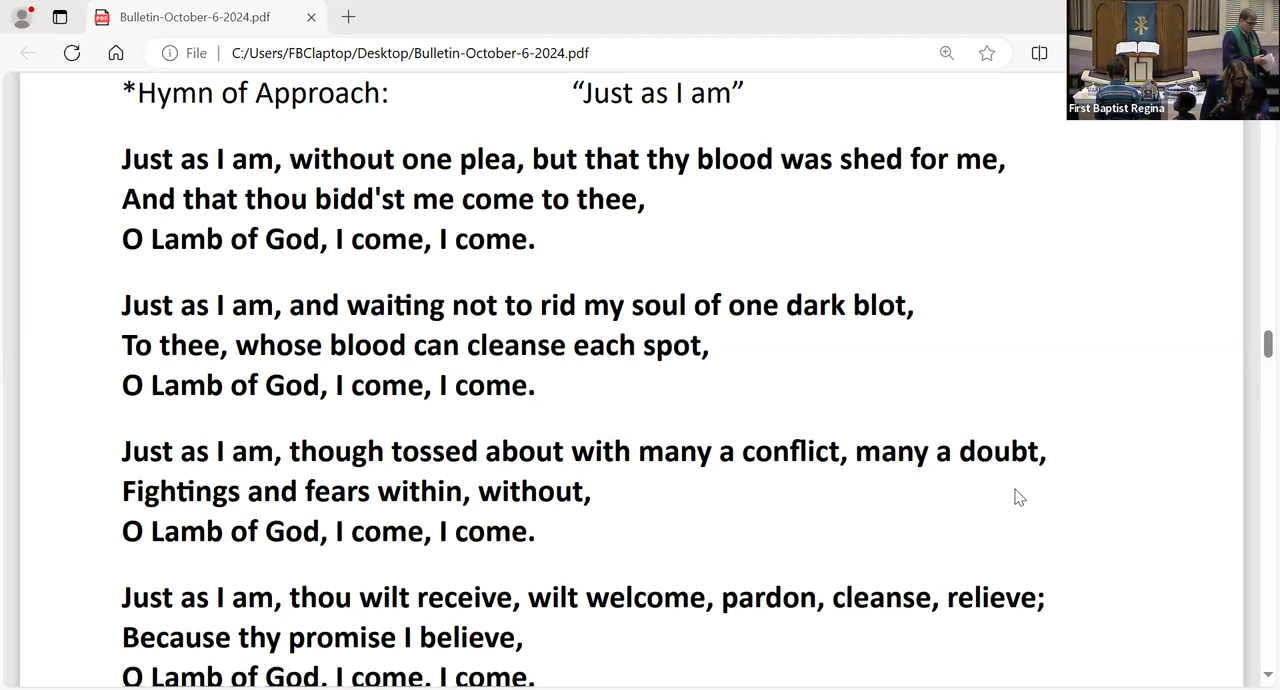 Bulletin-October-6-2024.pdf
File
C:/Users/FBClaptop/Desktop/Bulletin-October-6-2024.pdf
First Baptist Regina
*Hymn of Approach: “Just as I am”
Just as I am, without one plea, but that thy blood was shed for me,
And that thou bidd'st me come to thee,
O Lamb of God, I come, I come.
Just as I am, and waiting not to rid my soul of one dark blot,
To thee, whose blood can cleanse each spot,
O Lamb of God, I come, I come.
Just as I am, though tossed about with many a conflict, many a doubt,
Fightings and fears within, without,
O Lamb of God, I come, I come.
Just as I am, thou wilt receive, wilt welcome, pardon, cleanse, relieve;
Because thy promise I believe,
O Lamb of God, I come, I come.